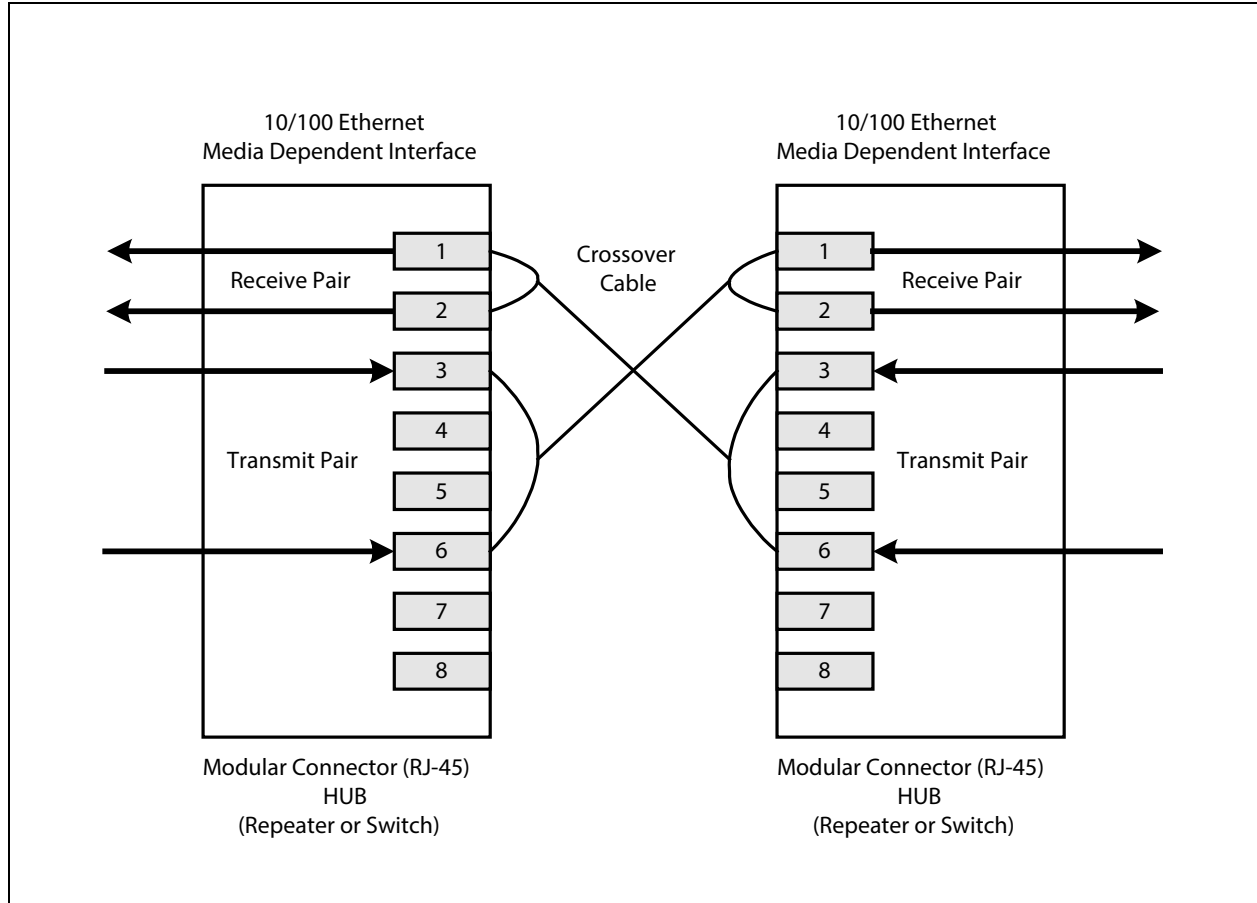 10/100 Ethernet
Media Dependent Interface
10/100 Ethernet
Media Dependent Interface
1
Receive Pair
2
3
4
Transmit Pair
5
6
7
8
Crossover
Cable
1
Receive Pair
2
3
4
Transmit Pair
5
6
7
8
Modular Connector (RJ-45)
HUB
(Repeater or Switch)
Modular Connector (RJ-45)
HUB
(Repeater or Switch)